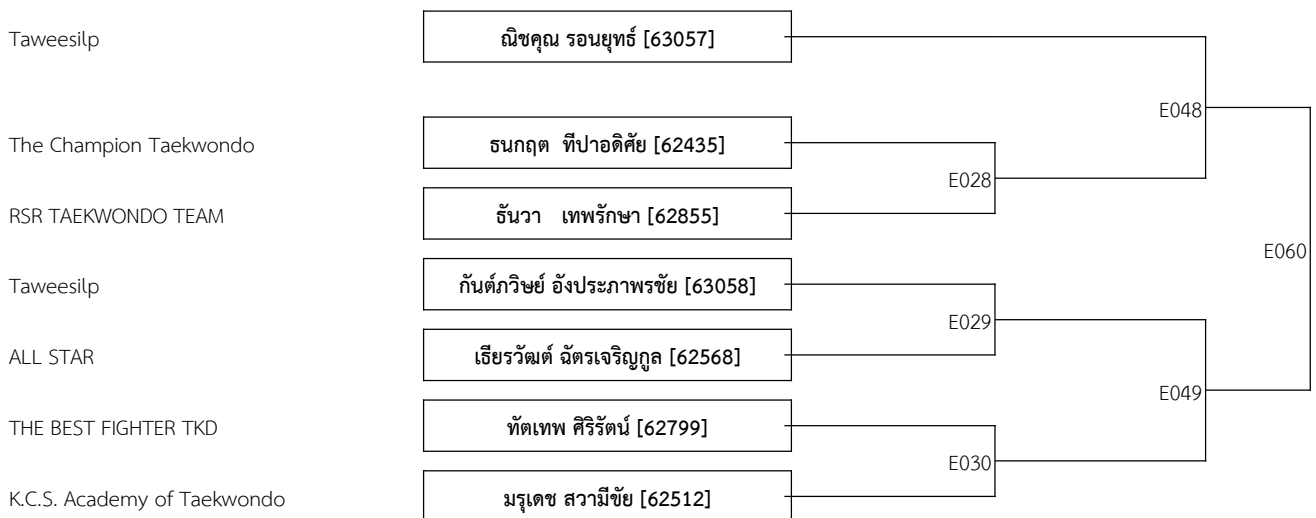 Taweesilp ณิชคุณ รอนยุทธ์ [63057]
E048
The Champion Taekwondo ธนกฤต ทีปาอดิศัย [62435]
E028
RSR TAEKWONDO TEAM ธันวา เทพรักษา [62855]
E060
Taweesilp กันต์ภวิษย์ อังประภาพรชัย [63058]
E029
ALL STAR เธียรวัฒต์ ฉัตรเจริญกูล [62568]
E049
THE BEST FIGHTER TKD ทัตเทพ ศิริรัตน์ [62799]
E030
K.C.S. Academy of Taekwondo มรุเดช สวามีขัย [62512]